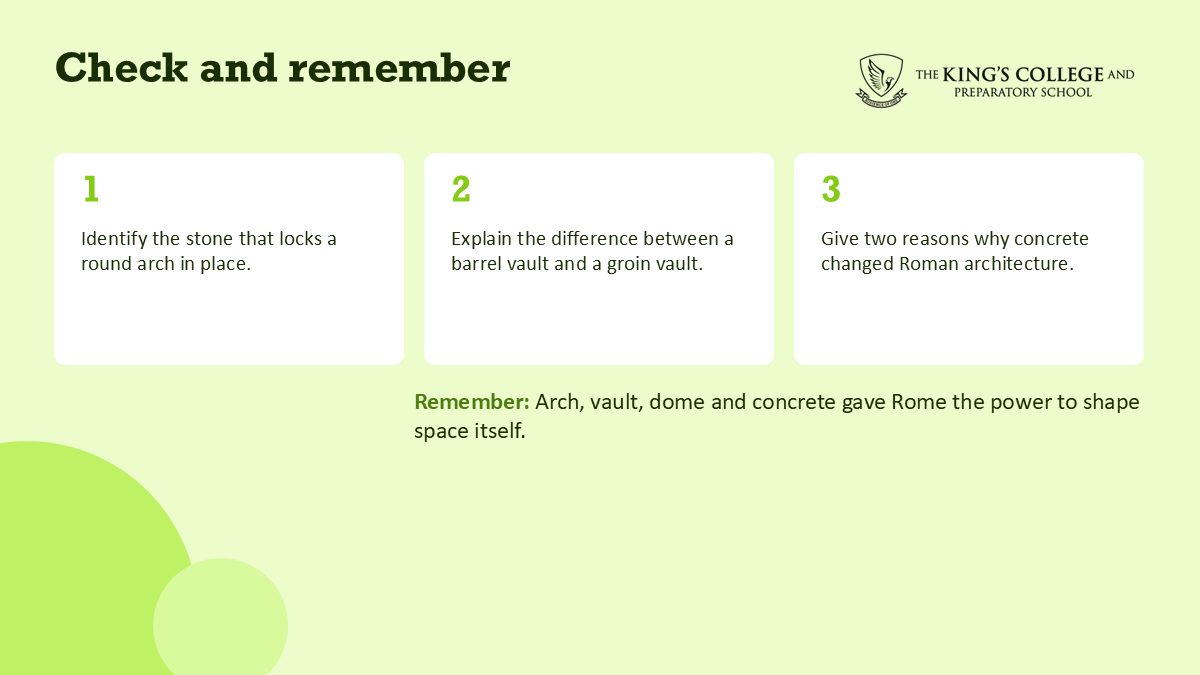 Check and remember
THE KING'S COLLEGE AND
PREPARATORY SCHOOL
1
Identify the stone that locks a
round arch in place.
2
Explain the difference between a
barrel vault and a groin vault.
3
Give two reasons why concrete
changed Roman architecture.
Remember: Arch, vault, dome and concrete gave Rome the power to shape
space itself.